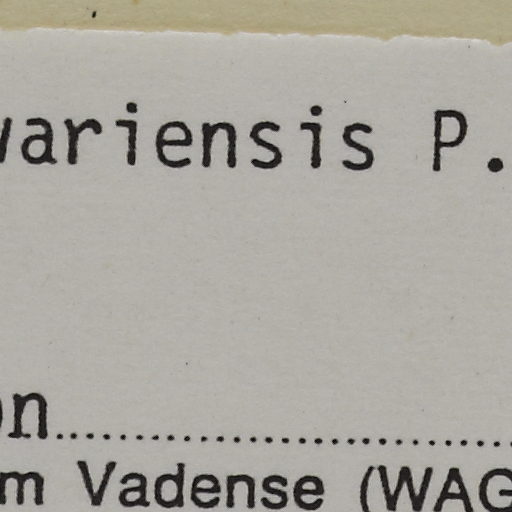 variensis P.
on
m Vadense (WAG